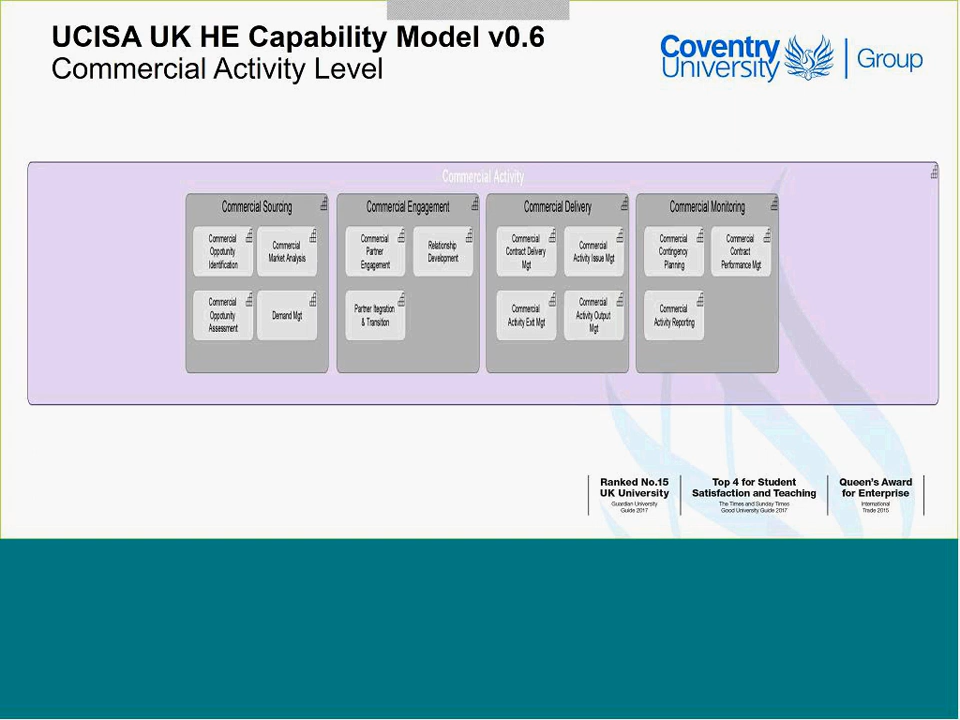 UCISA UK HE Capability Model v0.6
Commercial Activity Level
Coventry
University
Group
Commercial Activity
Commercial Sourcing
Commercial
Oppotunity
Identification
Commercial
Market Analysis
Commercial
Oppotunity
Assessment
Demand Mgt
Commercial Engagement
Commercial
Partner
Engagement
Relationship
Development
Partner Itegration
& Transition
Commercial Delivery
Commercial
Contract Delivery
Mgt
Commercial
Activity Issue Mgt
Commercial
Activity Exit Mgt
Commercial
Activity Output
Mgt
Commercial Monitoring
Commercial
Contingency
Planning
Commercial
Contract
Performance Mgt
Commercial
Activity Reporting
Ranked No.15
UK University
Guardian University
Guide 2017
Top 4 for Student
Satisfaction and Teaching
The Times and Sunday Times
Good University Guide 2017
Queen's Award
for Enterprise
International
Trade 2015